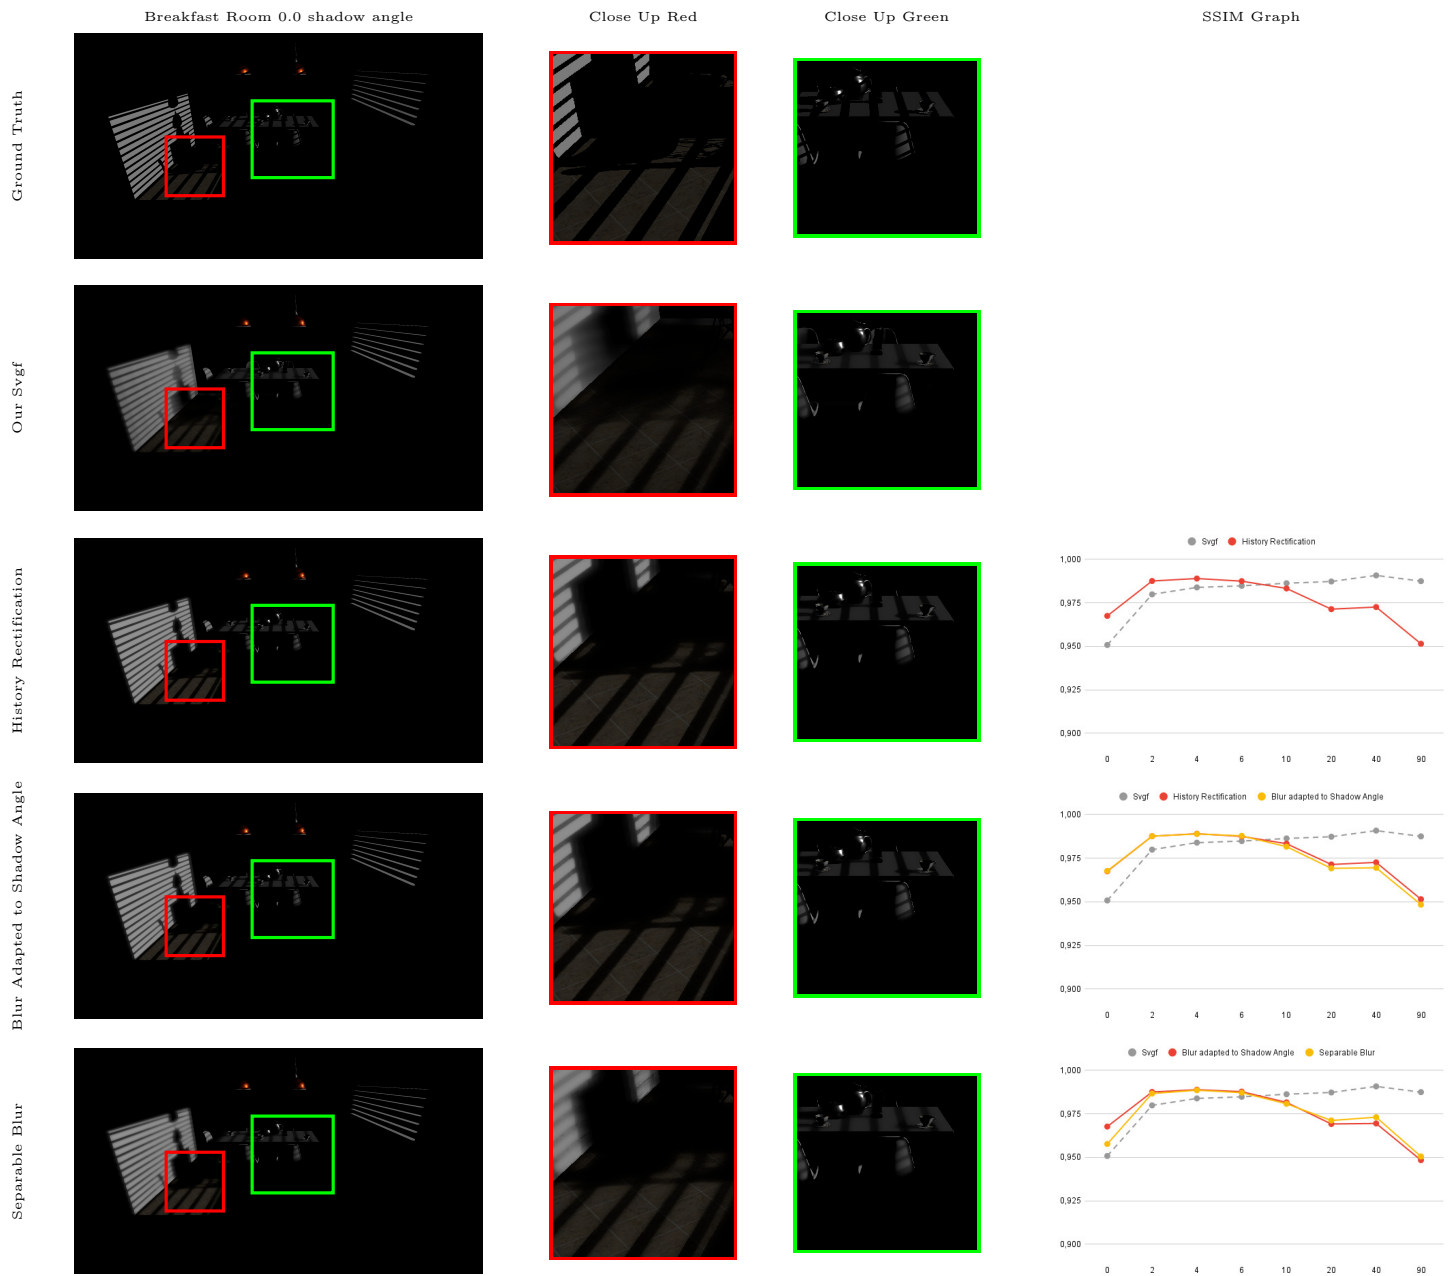 Breakfast Room 0.0 shadow angle Close Up Red Close Up Green SSIM Graph
Ground Truth
Our Svgf
History Rectification
Svgf History Rectification
1,000
0,975
0,950
0,925
0,900
0 2 4 6 10 20 40 90
Blur Adapted to Shadow Angle
Svgf History Rectification Blur adapted to Shadow Angle
1,000
0,975
0,950
0,925
0,900
0 2 4 6 10 20 40 90
Separable Blur
Svgf Blur adapted to Shadow Angle Separable Blur
1,000
0,975
0,950
0,925
0,900
0 2 4 6 10 20 40 90